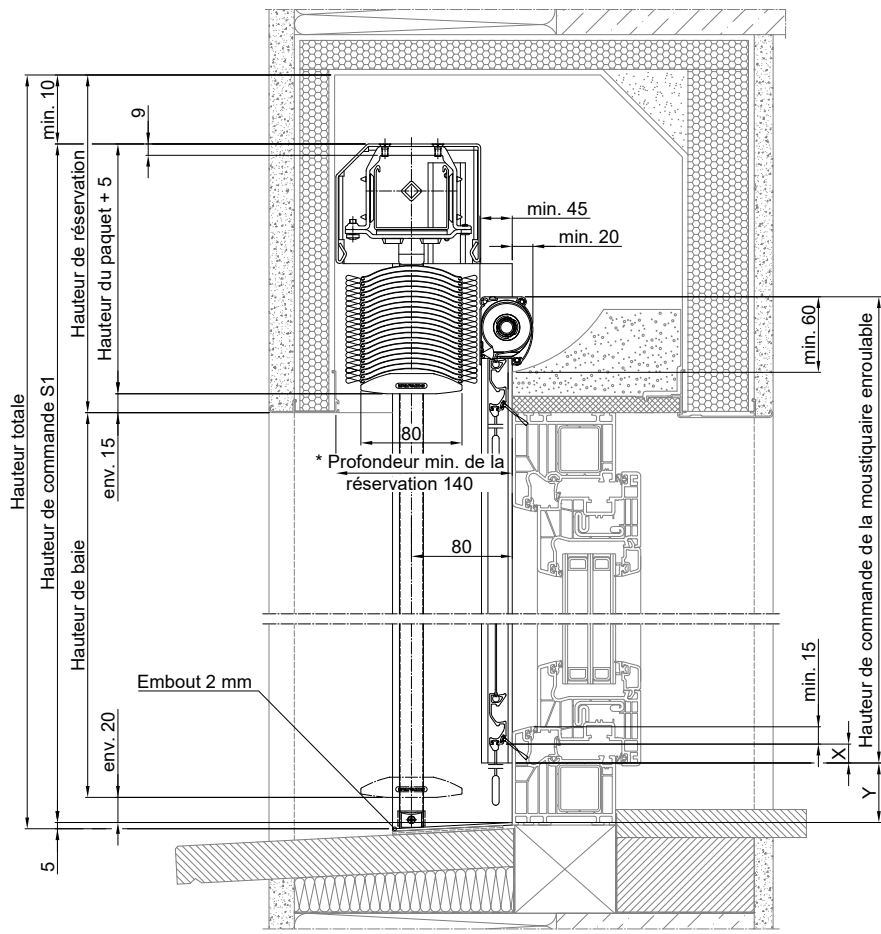 min. 10
9
Hauteur totale
Hauteur de commande S1
Hauteur de réservation
Hauteur du paquet + 5
min. 45
min. 20
min. 60
Hauteur de commande de la moustiquaire enroulable
env. 15
80
* Profondeur min. de la
réservation 140
80
Hauteur de baie
Embout 2 mm
env. 20
min. 15
X
Y
5